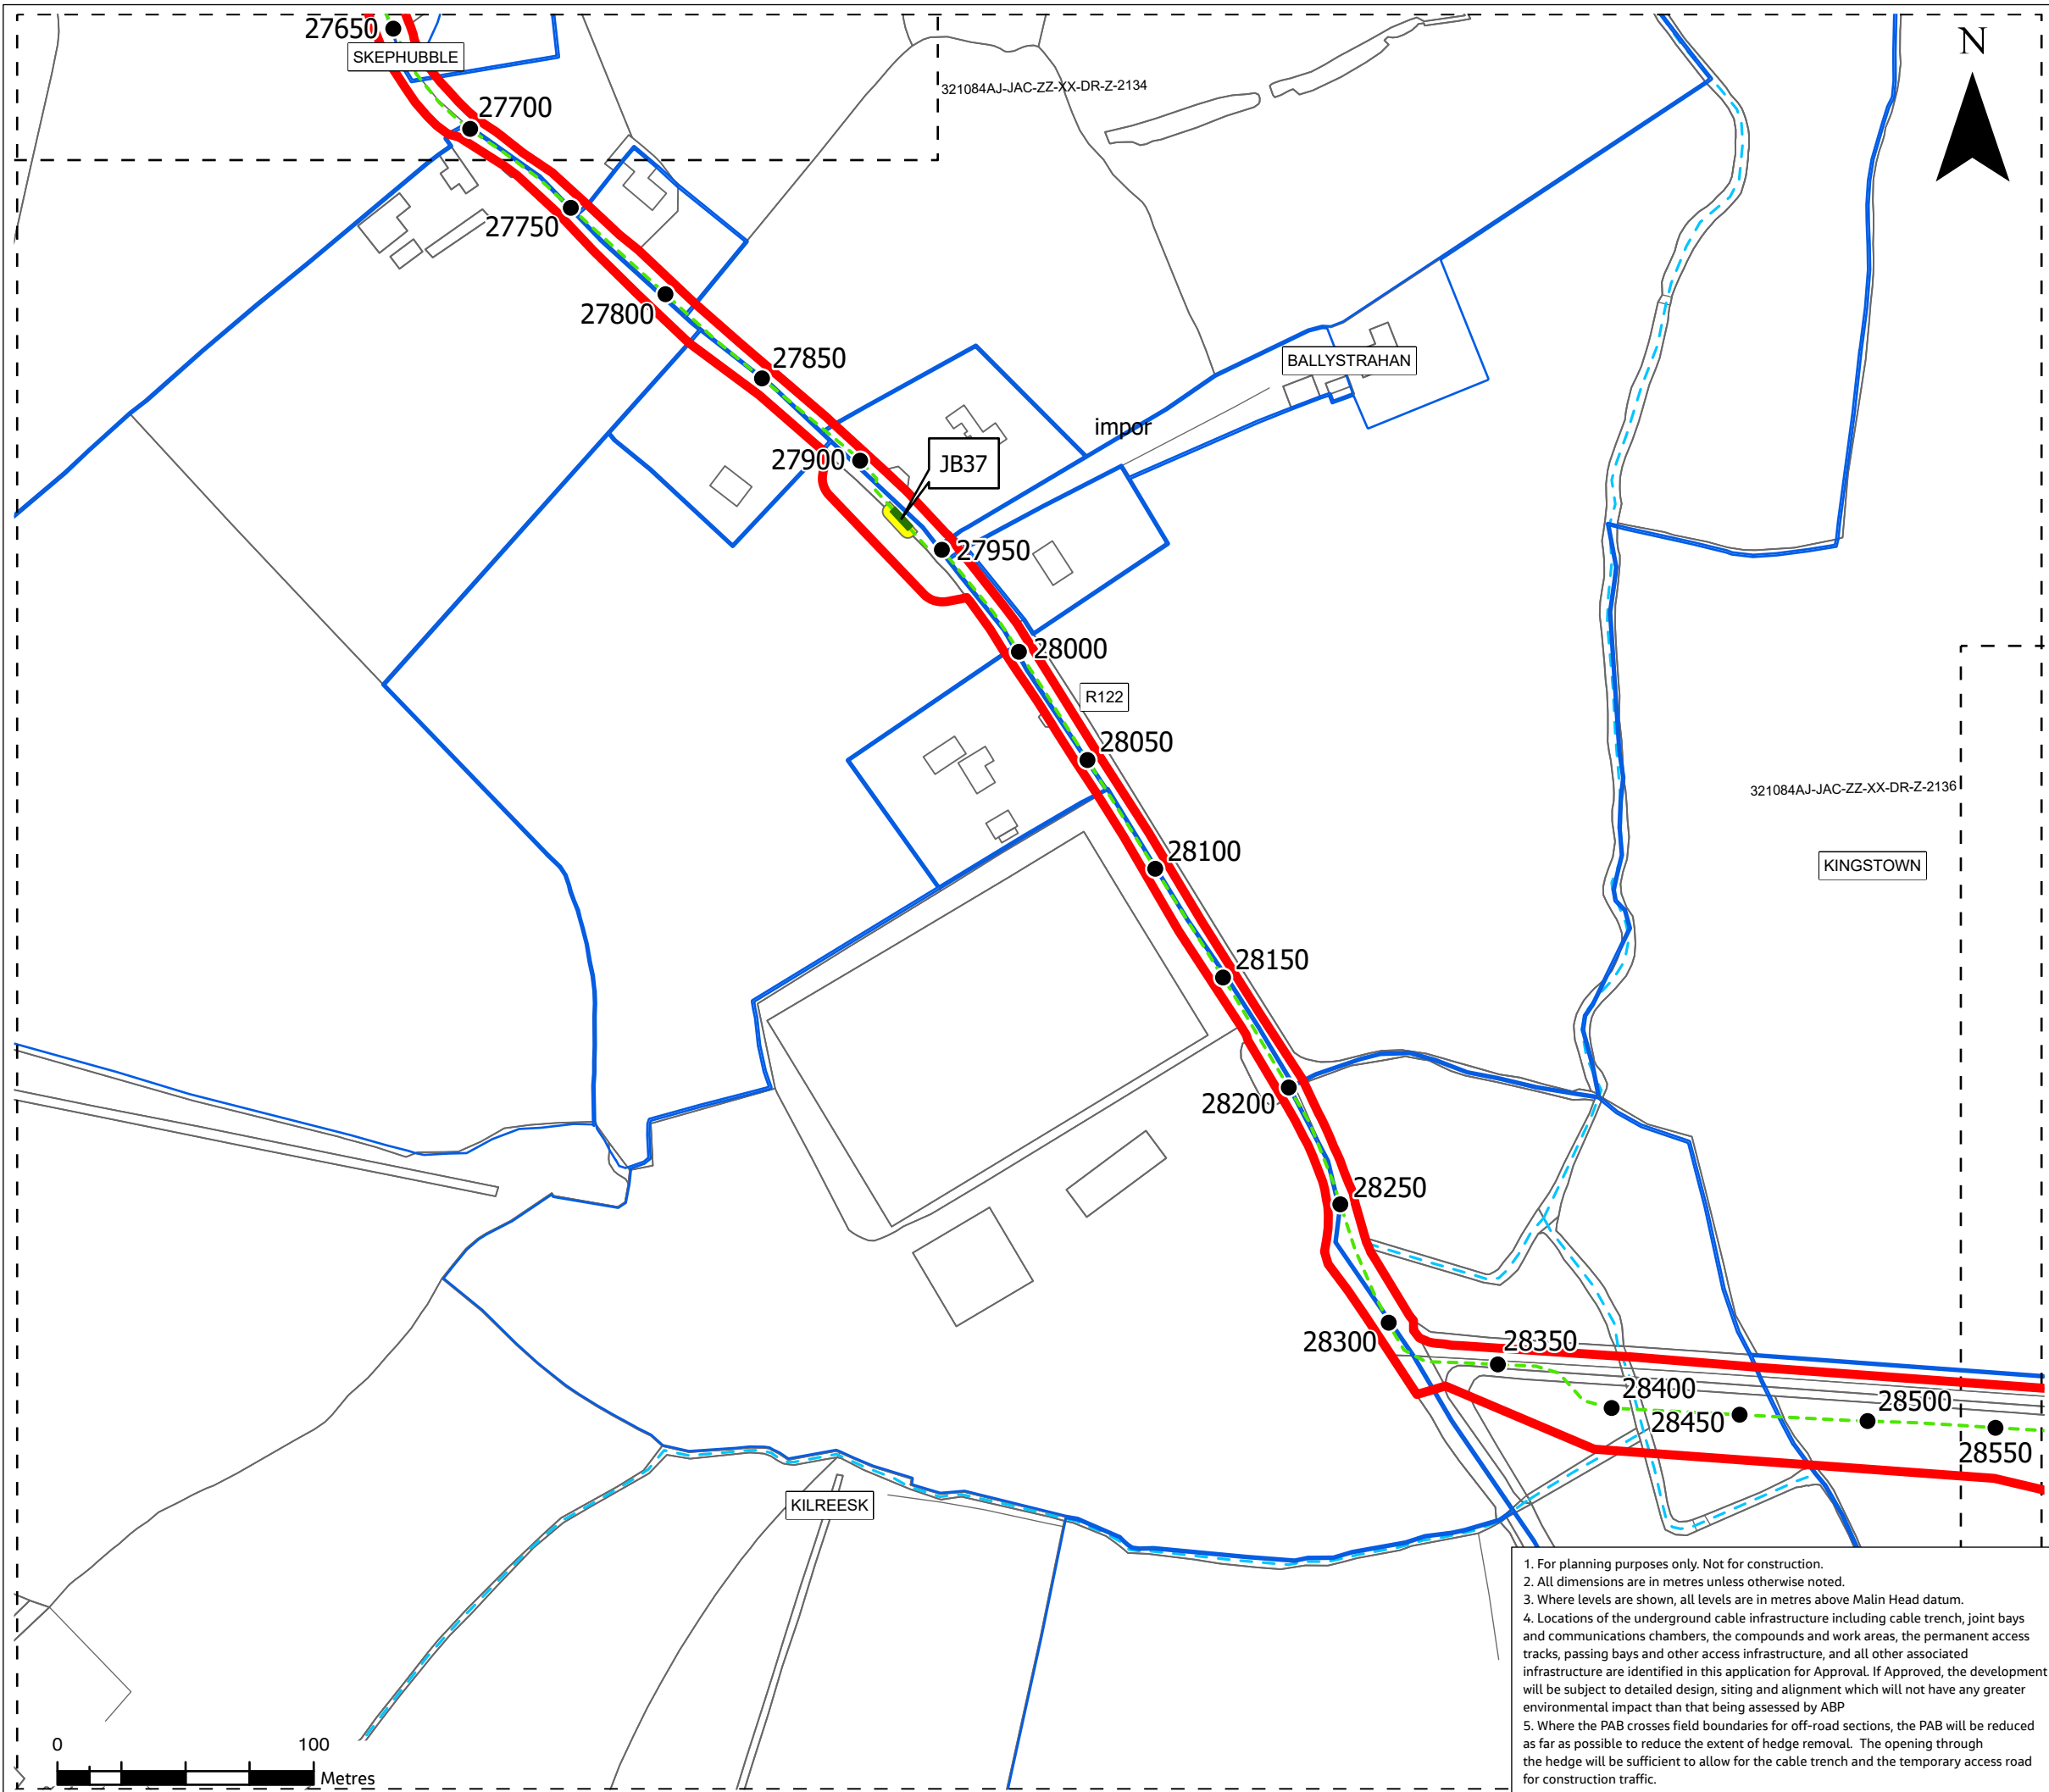 27650
SKEPHUBBLE
N
321084AJ-JAC-ZZ-XX-DR-Z-2134
27700
27750
27800
27850
BALLYSTRAHAN
impor
27900
JB37
27950
28000
R122
28050
321084AJ-JAC-ZZ-XX-DR-Z-2136
28100
KINGSTOWN
28150
28200
28250
28300
28350
28400
28450
28500
28550
KILREESK
1. For planning purposes only. Not for construction.
2. All dimensions are in metres unless otherwise noted.
3. Where levels are shown, all levels are in metres above Malin Head datum.
4. Locations of the underground cable infrastructure including cable trench, joint bays
and communications chambers, the compounds and work areas, the permanent access
tracks, passing bays and other access infrastructure, and all other associated
infrastructure are identified in this application for Approval. If Approved, the development
will be subject to detailed design, siting and alignment which will not have any greater
environmental impact than that being assessed by ABP
5. Where the PAB crosses field boundaries for off-road sections, the PAB will be reduced
as far as possible to reduce the extent of hedge removal. The opening through
the hedge will be sufficient to allow for the cable trench and the temporary access road
for construction traffic.
0 100
Metres